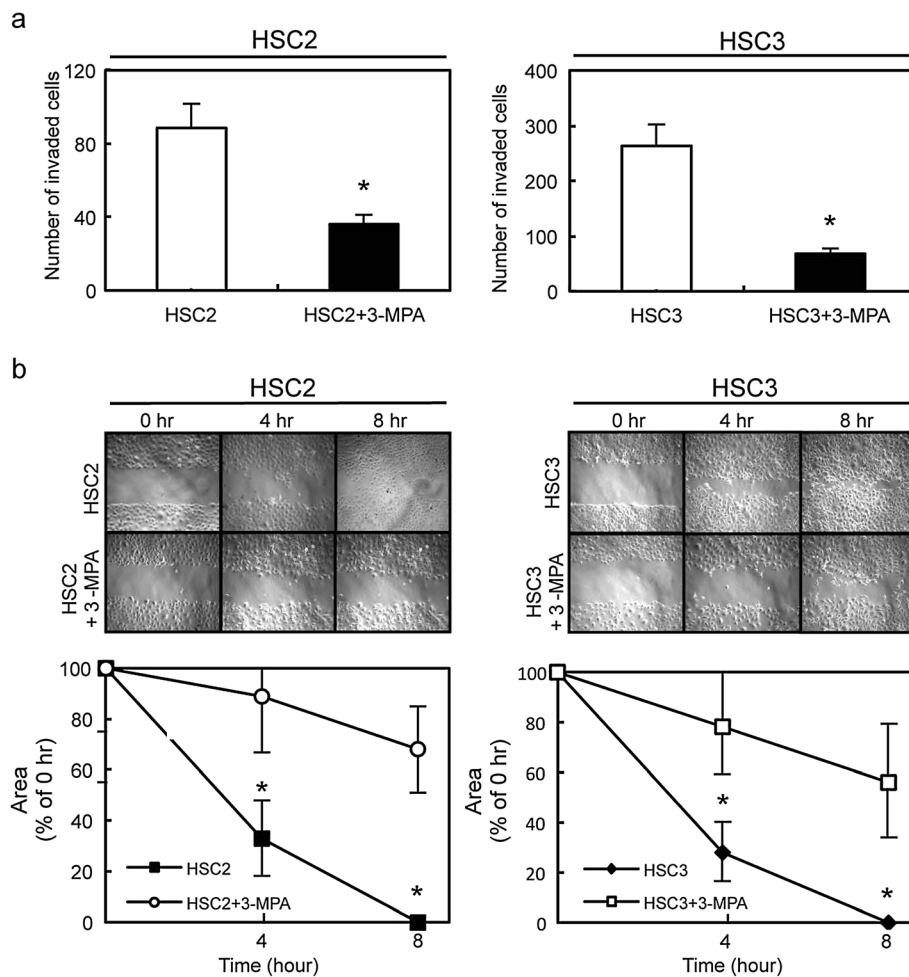 a
HSC2
HSC3
Number of invaded cells
120
80
40
0
HSC2
HSC2+3-MPA
*
Number of invaded cells
400
300
200
100
0
HSC3
HSC3+3-MPA
*
b
HSC2
HSC3
0 hr
4 hr
8 hr
0 hr
4 hr
8 hr
HSC2
HSC2
+ 3 -MPA
HSC3
HSC3
+ 3 -MPA
Area
(% of 0 hr)
100
80
60
40
20
0
*
*
HSC2
HSC2+3-MPA
4
8
Time (hour)
Area
(% of 0 hr)
100
80
60
40
20
0
*
*
HSC3
HSC3+3-MPA
4
8
Time (hour)